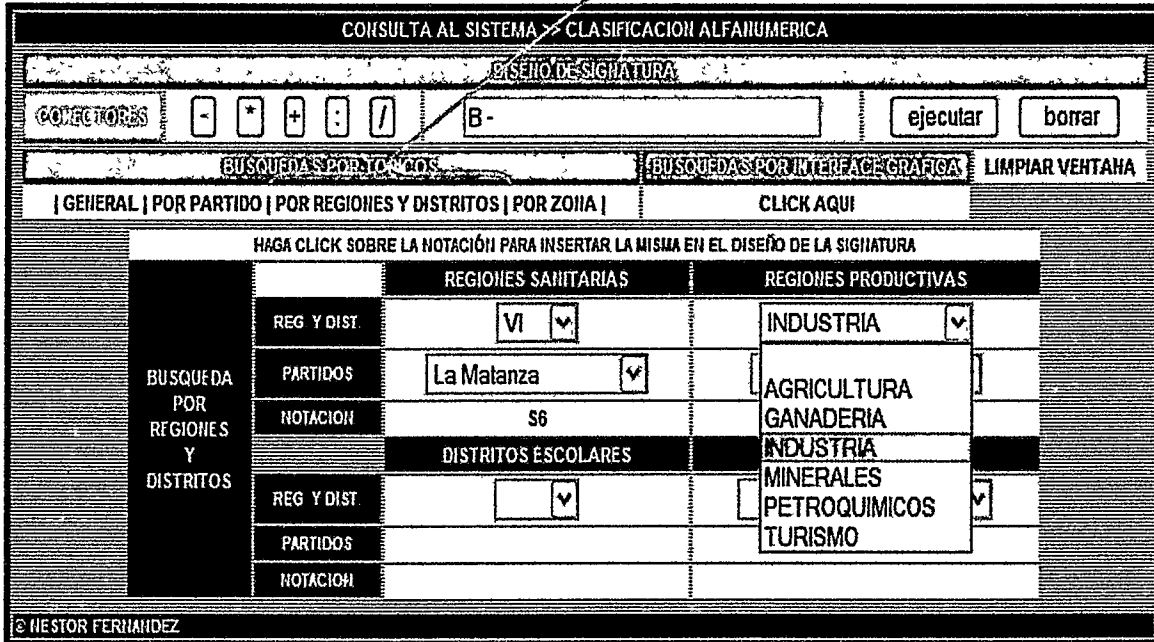 CONSULTA AL SISTEMA >> CLASIFICACION ALFANUMERICA
DISEÑO DE SIGNATURA
CONECTORES - * + : / B - ejecutar borrar
BUSQUEDAS POR TOPICOS BUSQUEDAS POR INTERFACE GRAFICA LIMPIAR VENTANA
| GENERAL | POR PARTIDO | POR REGIONES Y DISTRITOS | POR ZONA | CLICK AQUI
HAGA CLICK SOBRE LA NOTACIÓN PARA INSERTAR LA MISMA EN EL DISEÑO DE LA SIGNATURA
BUSQUEDA
POR
REGIONES
Y
DISTRITOS
REGIONES SANITARIAS REGIONES PRODUCTIVAS
REG Y DIST. VI INDUSTRIA
PARTIDOS La Matanza
NOTACION S6
AGRICULTURA
GANADERIA
INDUSTRIA
MINERALES
PETROQUIMICOS
TURISMO
DISTRITOS ESCOLARES
REG Y DIST.
PARTIDOS
NOTACION
© NESTOR FERNANDEZ